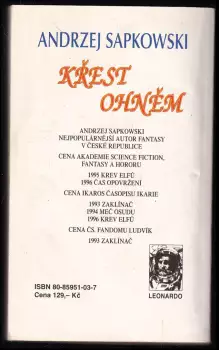 ANDRZEJ SAPKOWSKI
KŘEST
OHNĚM
ANDRZEJ SAPKOWSKI
NEJPOPULÁRNĚJŠÍ AUTOR FANTASY
V ČESKÉ REPUBLICE
CENA AKADEMIE SCIENCE FICTION,
FANTASY A HORORU
1995 KREV ELFŮ
1996 ČAS OPOVRŽENÍ
CENA IKAROS ČASOPISU IKARIE
1993 ZAKLÍNAČ
1994 MEČ OSUDU
1996 KREV ELFŮ
CENA ČS. FANDOMU LUDVÍK
1993 ZAKLÍNAČ
ISBN 80-85951-03-7
Cena 129,– Kč
LEONARDO